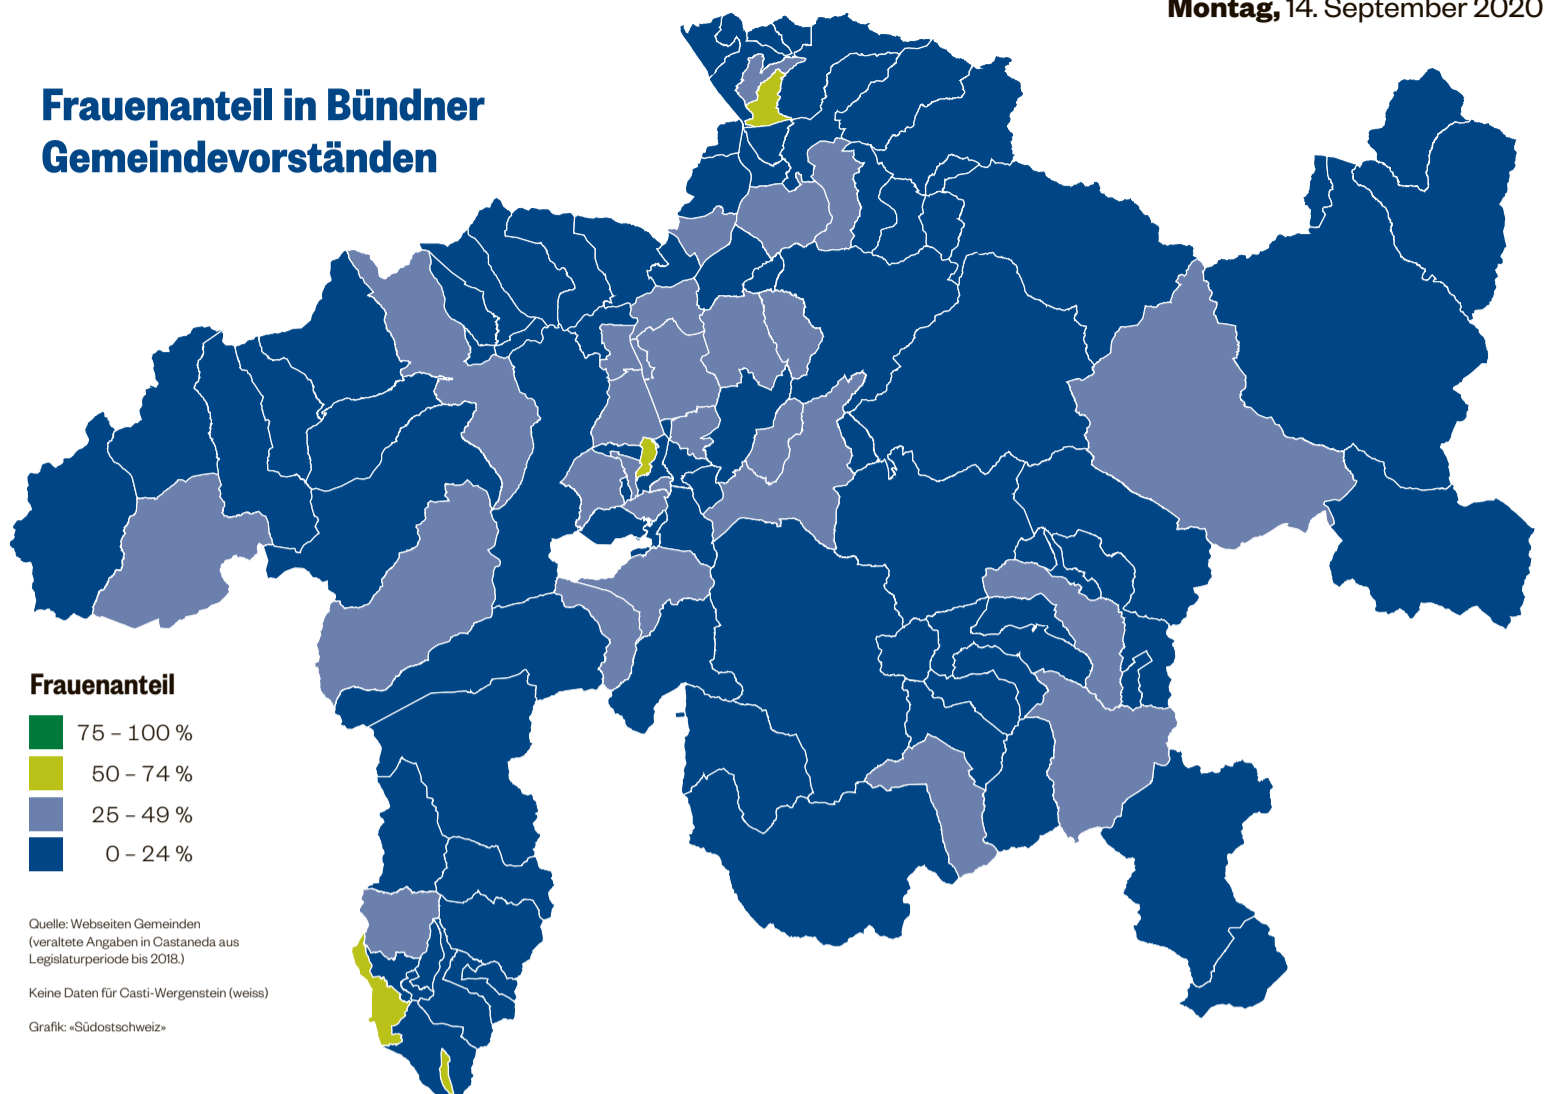 Montag, 14. September 2020
Frauenanteil in Bündner
Gemeindevorständen
Frauenanteil
75 – 100 %
50 – 74 %
25 – 49 %
0 – 24 %
Quelle: Webseiten Gemeinden
(veraltete Angaben in Castaneda aus
Legislaturperiode bis 2018.)
Keine Daten für Casti-Wergenstein (weiss)
Grafik: «Südostschweiz»